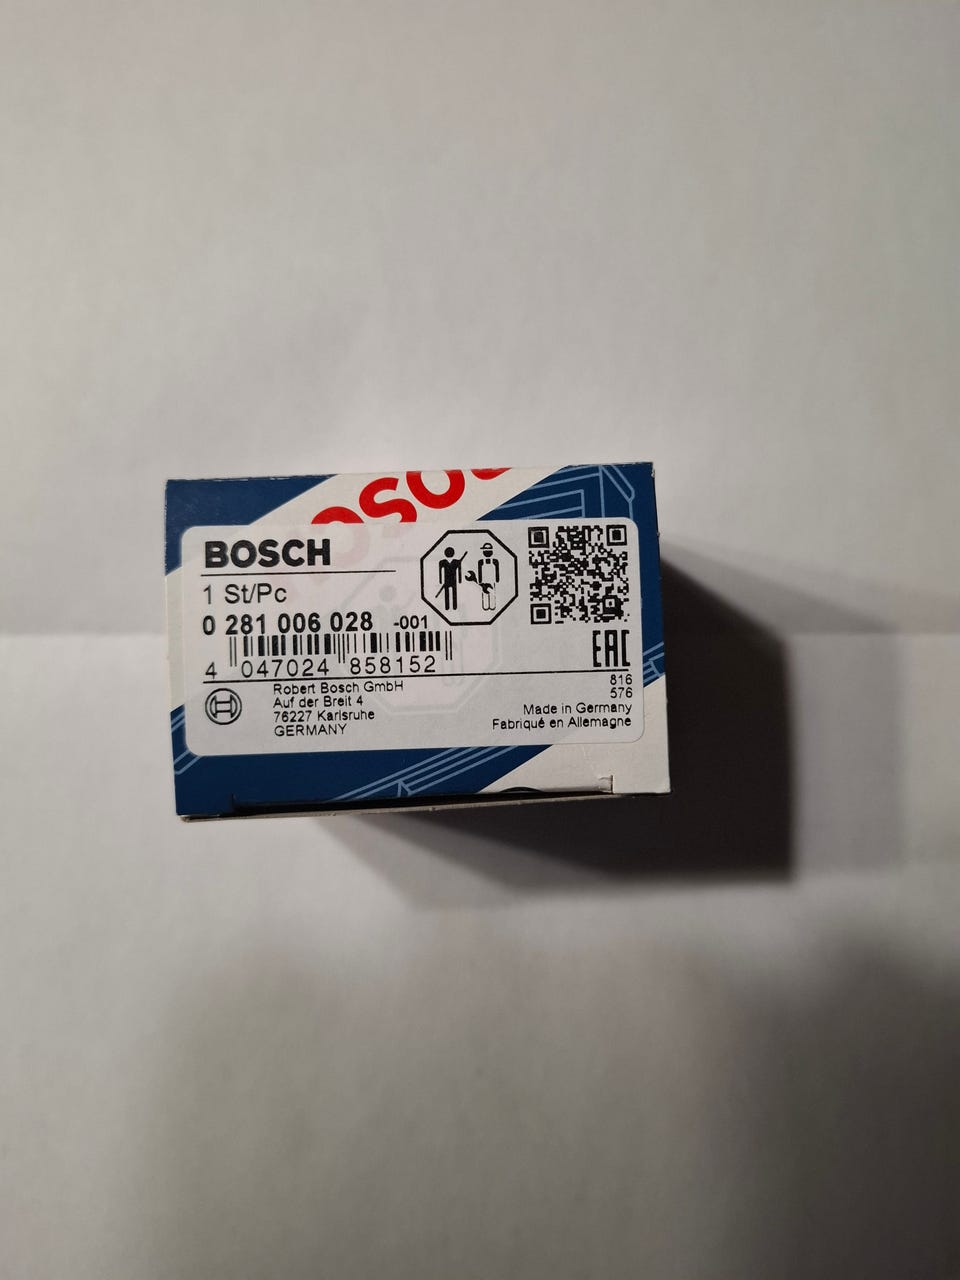 BOSCH
BOSCH
1 St/Pc
0 281 006 028 -001
4 047024 858152
EAC
Robert Bosch GmbH
Auf der Breit 4
76227 Karlsruhe
GERMANY
816
576
Made in Germany
Fabriqué en Allemagne